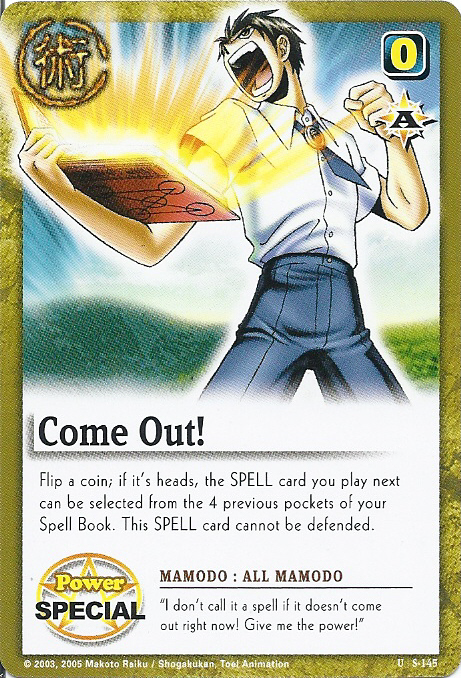 術
0
A
Come Out!
Flip a coin; if it's heads, the SPELL card you play next
can be selected from the 4 previous pockets of your
Spell Book. This SPELL card cannot be defended.
Power
SPECIAL
MAMODO : ALL MAMODO
“I don't call it a spell if it doesn't come
out right now! Give me the power!”
© 2003, 2005 Makoto Raiku / Shogakukan, Toei Animation
U S-145